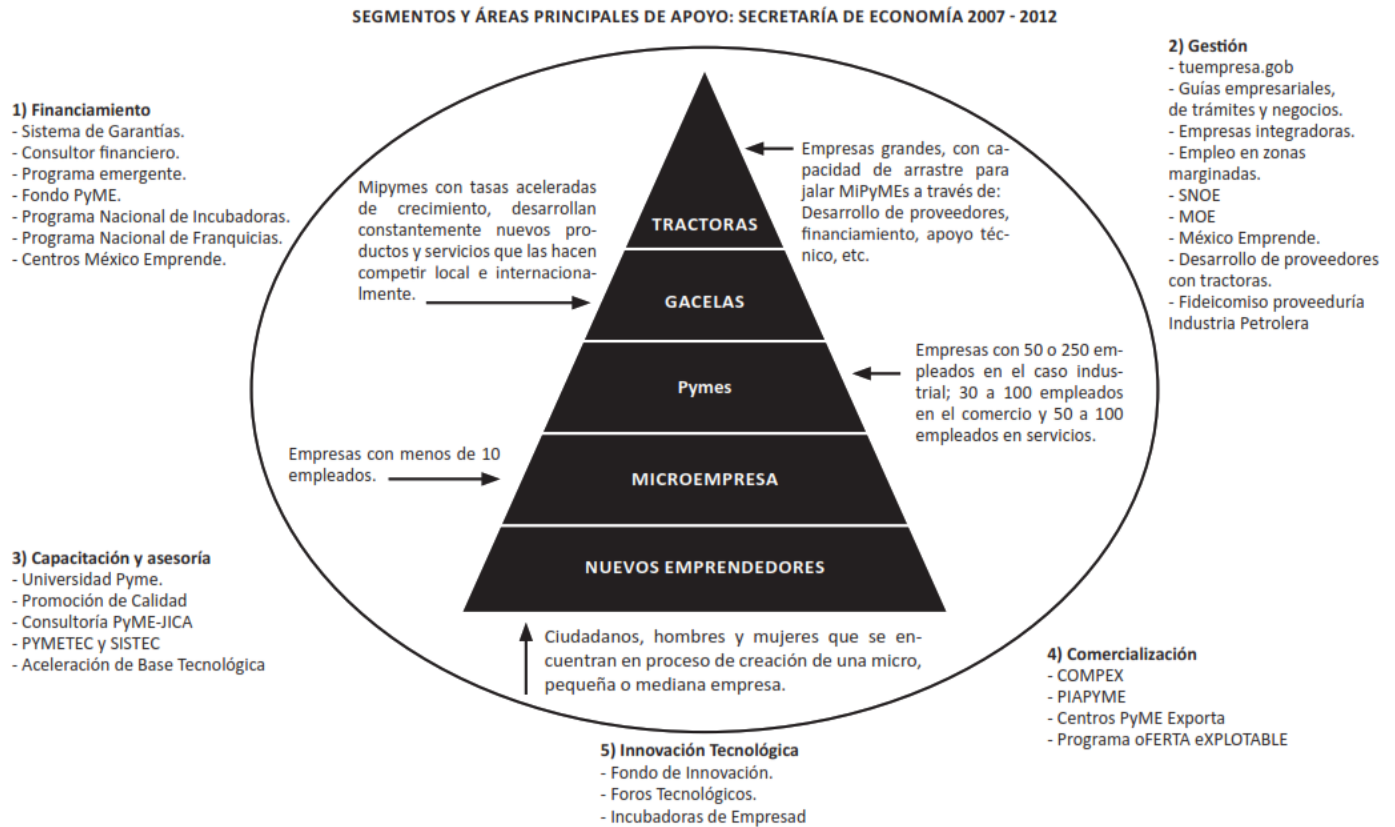 SEGMENTOS Y ÁREAS PRINCIPALES DE APOYO: SECRETARÍA DE ECONOMÍA 2007 - 2012
1) Financiamiento
- Sistema de Garantías.
- Consultor financiero.
- Programa emergente.
- Fondo PyME.
- Programa Nacional de Incubadoras.
- Programa Nacional de Franquicias.
- Centros México Emprende.
2) Gestión
- tuempresa.gob
- Guías empresariales,
de trámites y negocios.
- Empresas integradoras.
- Empleo en zonas
marginadas.
- SNOE
- MOE
- México Emprende.
- Desarrollo de proveedores
con tractoras.
- Fideicomiso proveeduría
Industria Petrolera
TRACTORAS
Empresas grandes, con ca-
pacidad de arrastre para
jalar MiPyMEs a través de:
Desarrollo de proveedores,
financiamiento, apoyo téc-
nico, etc.
Mipymes con tasas aceleradas
de crecimiento, desarrollan
constantemente nuevos pro-
ductos y servicios que las hacen
competir local e internaciona-
lmente.
GACELAS
Pymes
Empresas con 50 o 250 em-
pleados en el caso indus-
trial; 30 a 100 empleados
en el comercio y 50 a 100
empleados en servicios.
Empresas con menos de 10
empleados.
MICROEMPRESA
NUEVOS EMPRENDEDORES
Ciudadanos, hombres y mujeres que se en-
cuentran en proceso de creación de una micro,
pequeña o mediana empresa.
3) Capacitación y asesoría
- Universidad Pyme.
- Promoción de Calidad
- Consultoría PyME-JICA
- PYMETEC y SISTEC
- Aceleración de Base Tecnológica
4) Comercialización
- COMPEX
- PIAPYME
- Centros PyME Exporta
- Programa oFERTA eXPLOTABLE
5) Innovación Tecnológica
- Fondo de Innovación.
- Foros Tecnológicos.
- Incubadoras de Empresad